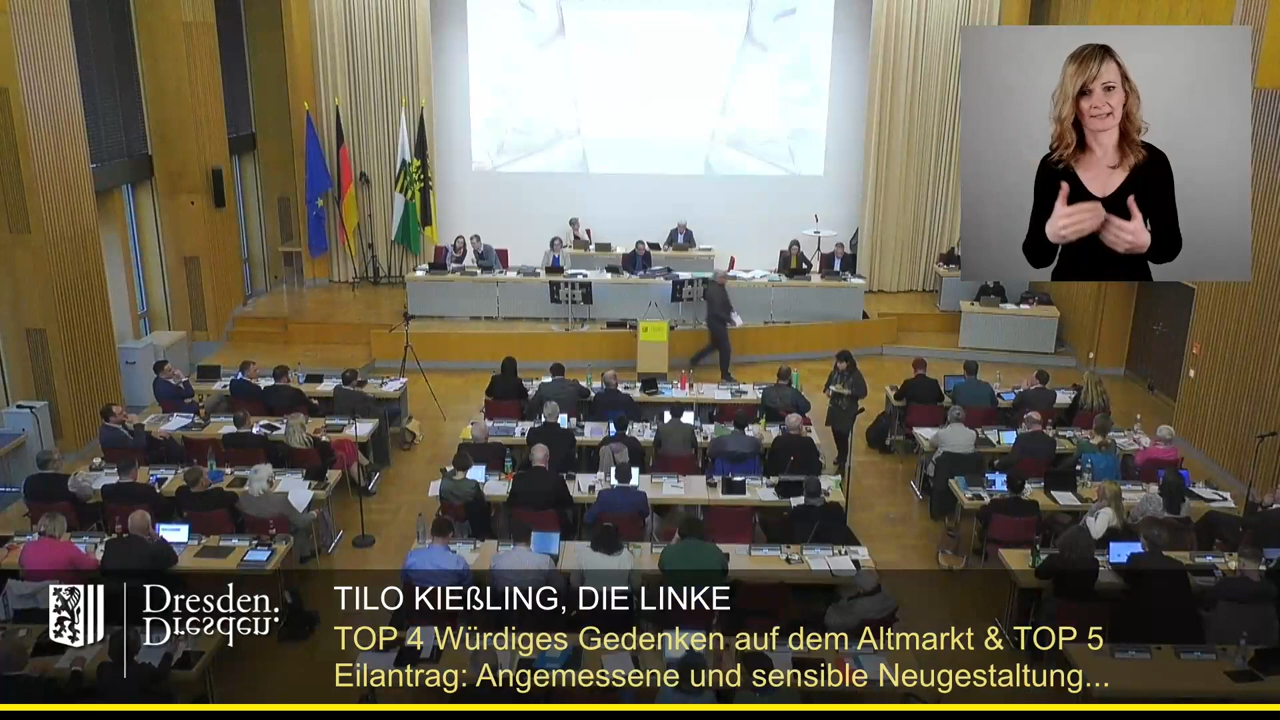 Dresden.
Dresden.
TILO KIEßLING, DIE LINKE
TOP 4 Würdiges Gedenken auf dem Altmarkt & TOP 5
Eilantrag: Angemessene und sensible Neugestaltung...